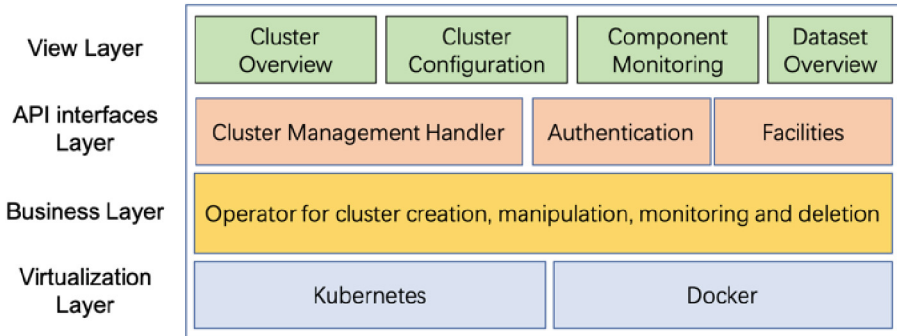 View Layer
Cluster
Overview
Cluster
Configuration
Component
Monitoring
Dataset
Overview
API interfaces
Layer
Cluster Management Handler
Authentication
Facilities
Business Layer
Operator for cluster creation, manipulation, monitoring and deletion
Virtualization
Layer
Kubernetes
Docker